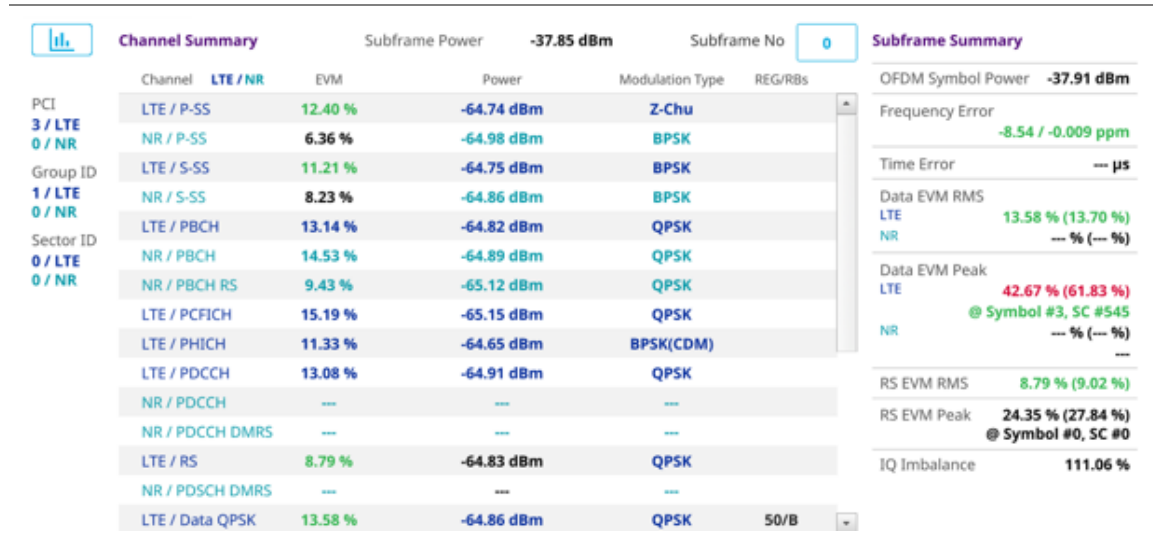 Channel Summary Subframe Power -37.85 dBm Subframe No 0
Channel LTE / NR EVM Power Modulation Type REG/RBs
LTE / P-SS 12.40 % -64.74 dBm Z-Chu
NR / P-SS 6.36 % -64.98 dBm BPSK
LTE / S-SS 11.21 % -64.75 dBm BPSK
NR / S-SS 8.23 % -64.86 dBm BPSK
LTE / PBCH 13.14 % -64.82 dBm QPSK
NR / PBCH 14.53 % -64.89 dBm QPSK
NR / PBCH RS 9.43 % -65.12 dBm QPSK
LTE / PCFICH 15.19 % -65.15 dBm QPSK
LTE / PHICH 11.33 % -64.65 dBm BPSK(CDM)
LTE / PDCCH 13.08 % -64.91 dBm QPSK
NR / PDCCH --- --- ---
NR / PDCCH DMRS --- --- ---
LTE / RS 8.79 % -64.83 dBm QPSK
NR / PDSCH DMRS --- --- ---
LTE / Data QPSK 13.58 % -64.86 dBm QPSK 50/B
PCI
3 / LTE
0 / NR
Group ID
1 / LTE
0 / NR
Sector ID
0 / LTE
0 / NR
Subframe Summary
OFDM Symbol Power -37.91 dBm
Frequency Error
-8.54 / -0.009 ppm
Time Error --- μs
Data EVM RMS
LTE 13.58 % (13.70 %)
NR --- % (--- %)
Data EVM Peak
LTE 42.67 % (61.83 %)
@ Symbol #3, SC #545
NR --- % (--- %)
---
RS EVM RMS 8.79 % (9.02 %)
RS EVM Peak 24.35 % (27.84 %)
@ Symbol #0, SC #0
IQ Imbalance 111.06 %